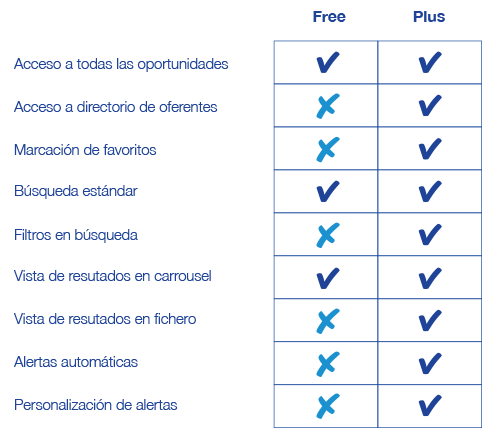 Free Plus
Acceso a todas las oportunidades ✔ ✔
Acceso a directorio de oferentes ✘ ✔
Marcación de favoritos ✘ ✔
Búsqueda estándar ✔ ✔
Filtros en búsqueda ✘ ✔
Vista de resutados en carrousel ✔ ✔
Vista de resutados en fichero ✘ ✔
Alertas automáticas ✘ ✔
Personalización de alertas ✘ ✔